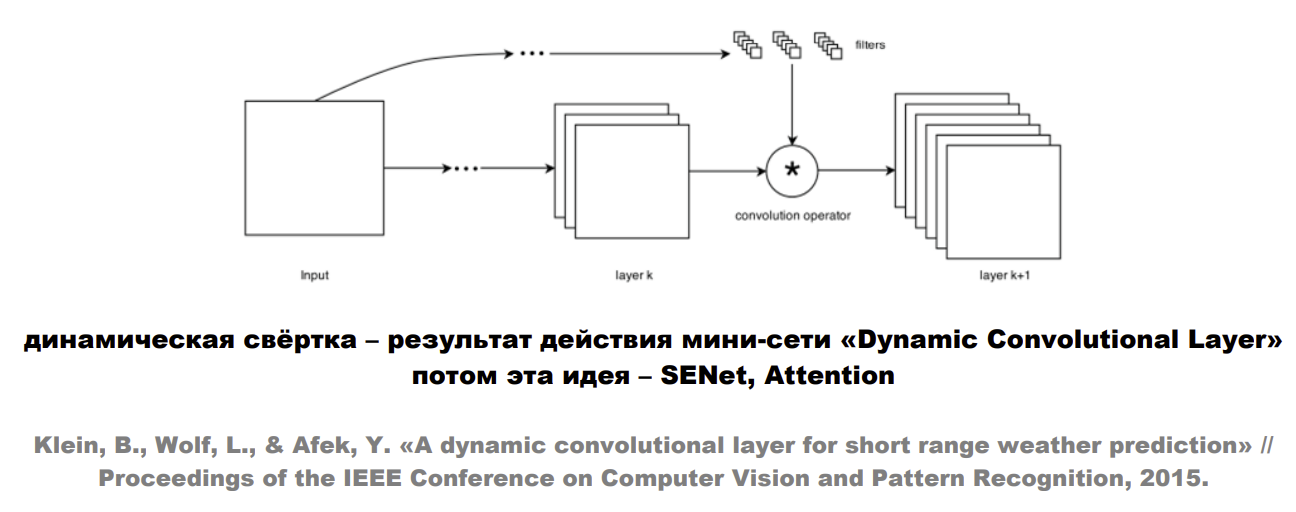 filters
convolution operator
Input
layer k
layer k+1
динамическая свёртка – результат действия мини-сети «Dynamic Convolutional Layer»
потом эта идея – SENet, Attention
Klein, B., Wolf, L., & Afek, Y. «A dynamic convolutional layer for short range weather prediction» //
Proceedings of the IEEE Conference on Computer Vision and Pattern Recognition, 2015.